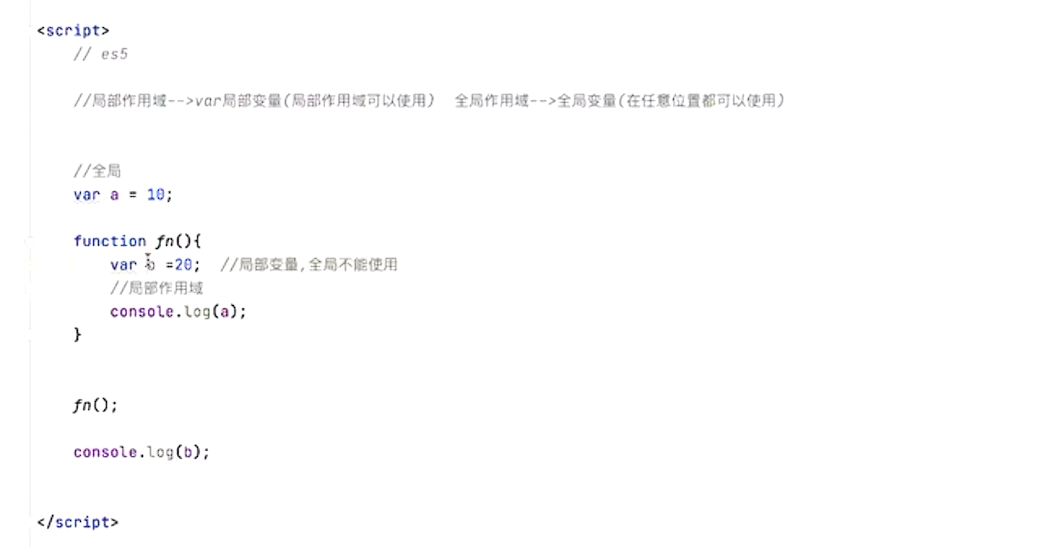 <script>
// es5
//局部作用域-->var局部变量(局部作用域可以使用)  全局作用域-->全局变量(在任意位置都可以使用)
//全局
var a = 10;
function fn(){
var b =20;  //局部变量,全局不能使用
//局部作用域
console.log(a);
}
fn();
console.log(b);
</script>